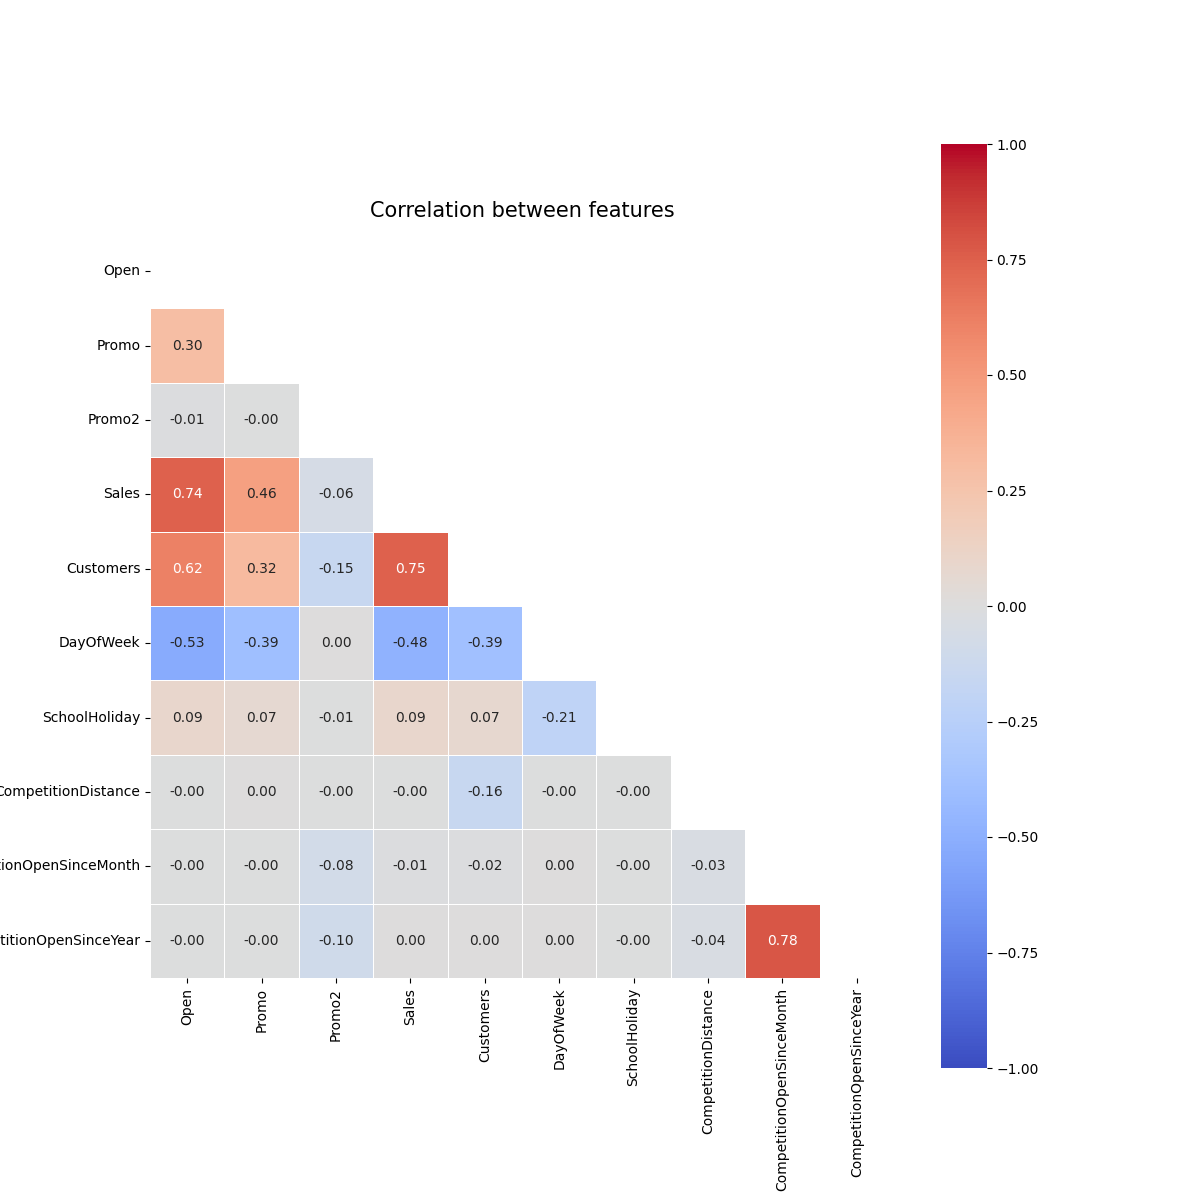 Correlation between features
Open
Promo 0.30
Promo2 -0.01 -0.00
Sales 0.74 0.46 -0.06
Customers 0.62 0.32 -0.15 0.75
DayOfWeek -0.53 -0.39 0.00 -0.48 -0.39
SchoolHoliday 0.09 0.07 -0.01 0.09 0.07 -0.21
CompetitionDistance -0.00 0.00 -0.00 -0.00 -0.16 -0.00 -0.00
tionOpenSinceMonth -0.00 -0.00 -0.08 -0.01 -0.02 0.00 -0.00 -0.03
titionOpenSinceYear -0.00 -0.00 -0.10 0.00 0.00 0.00 -0.00 -0.04 0.78
Open
Promo
Promo2
Sales
Customers
DayOfWeek
SchoolHoliday
CompetitionDistance
CompetitionOpenSinceMonth
CompetitionOpenSinceYear
1.00
0.75
0.50
0.25
0.00
−0.25
−0.50
−0.75
−1.00